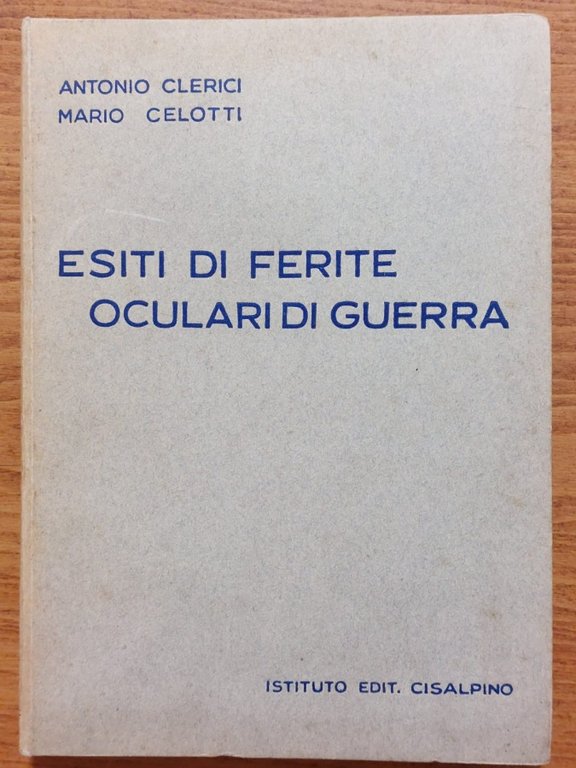 ANTONIO CLERICI
MARIO CELOTTI
ESITI DI FERITE
OCULARI DI GUERRA
ISTITUTO EDIT. CISALPINO